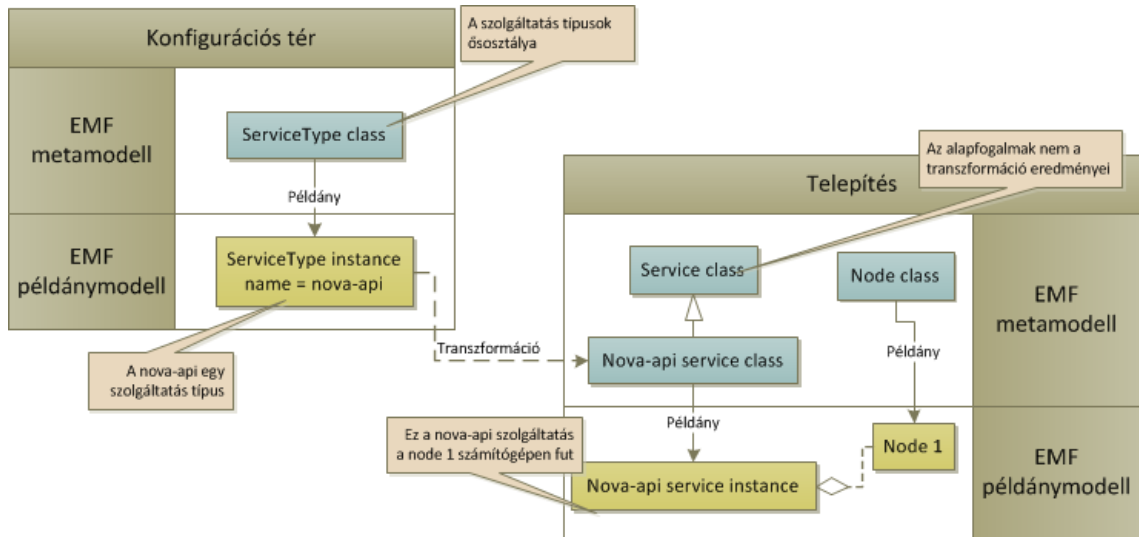 Konfigurációs tér
A szolgáltatás típusok
ősosztálya
EMF
metamodell
ServiceType class
Példány
EMF
példánymodell
ServiceType instance
name = nova-api
A nova-api egy
szolgáltatás típus
Transzformáció
Az alapfogalmak nem a
transzformáció eredményei
Telepítés
Service class
Node class
EMF
metamodell
Nova-api service class
Példány
Példány
Ez a nova-api szolgáltatás
a node 1 számítógépen fut
Node 1
EMF
példánymodell
Nova-api service instance